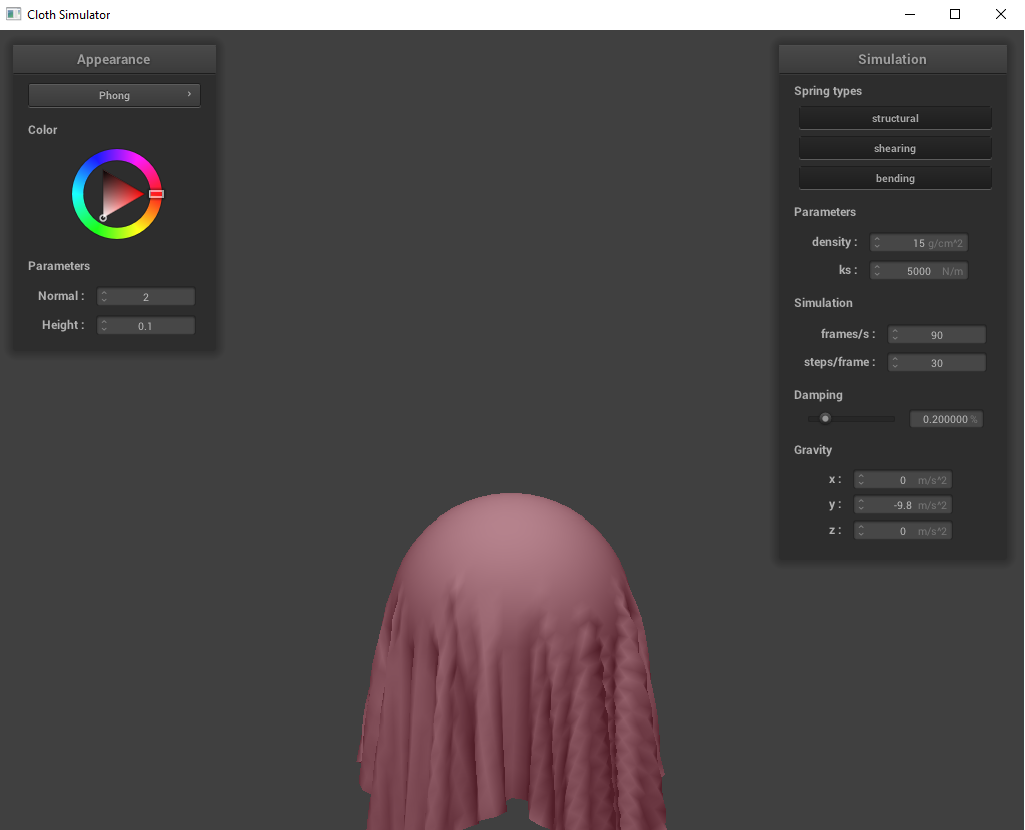 Cloth Simulator
Appearance
Phong
Color
Parameters
Normal : 2
Height : 0.1
Simulation
Spring types
structural
shearing
bending
Parameters
density : 15 g/cm^2
ks : 5000 N/m
Simulation
frames/s : 90
steps/frame : 30
Damping
0.200000 %
Gravity
x : 0 m/s^2
y : -9.8 m/s^2
z : 0 m/s^2